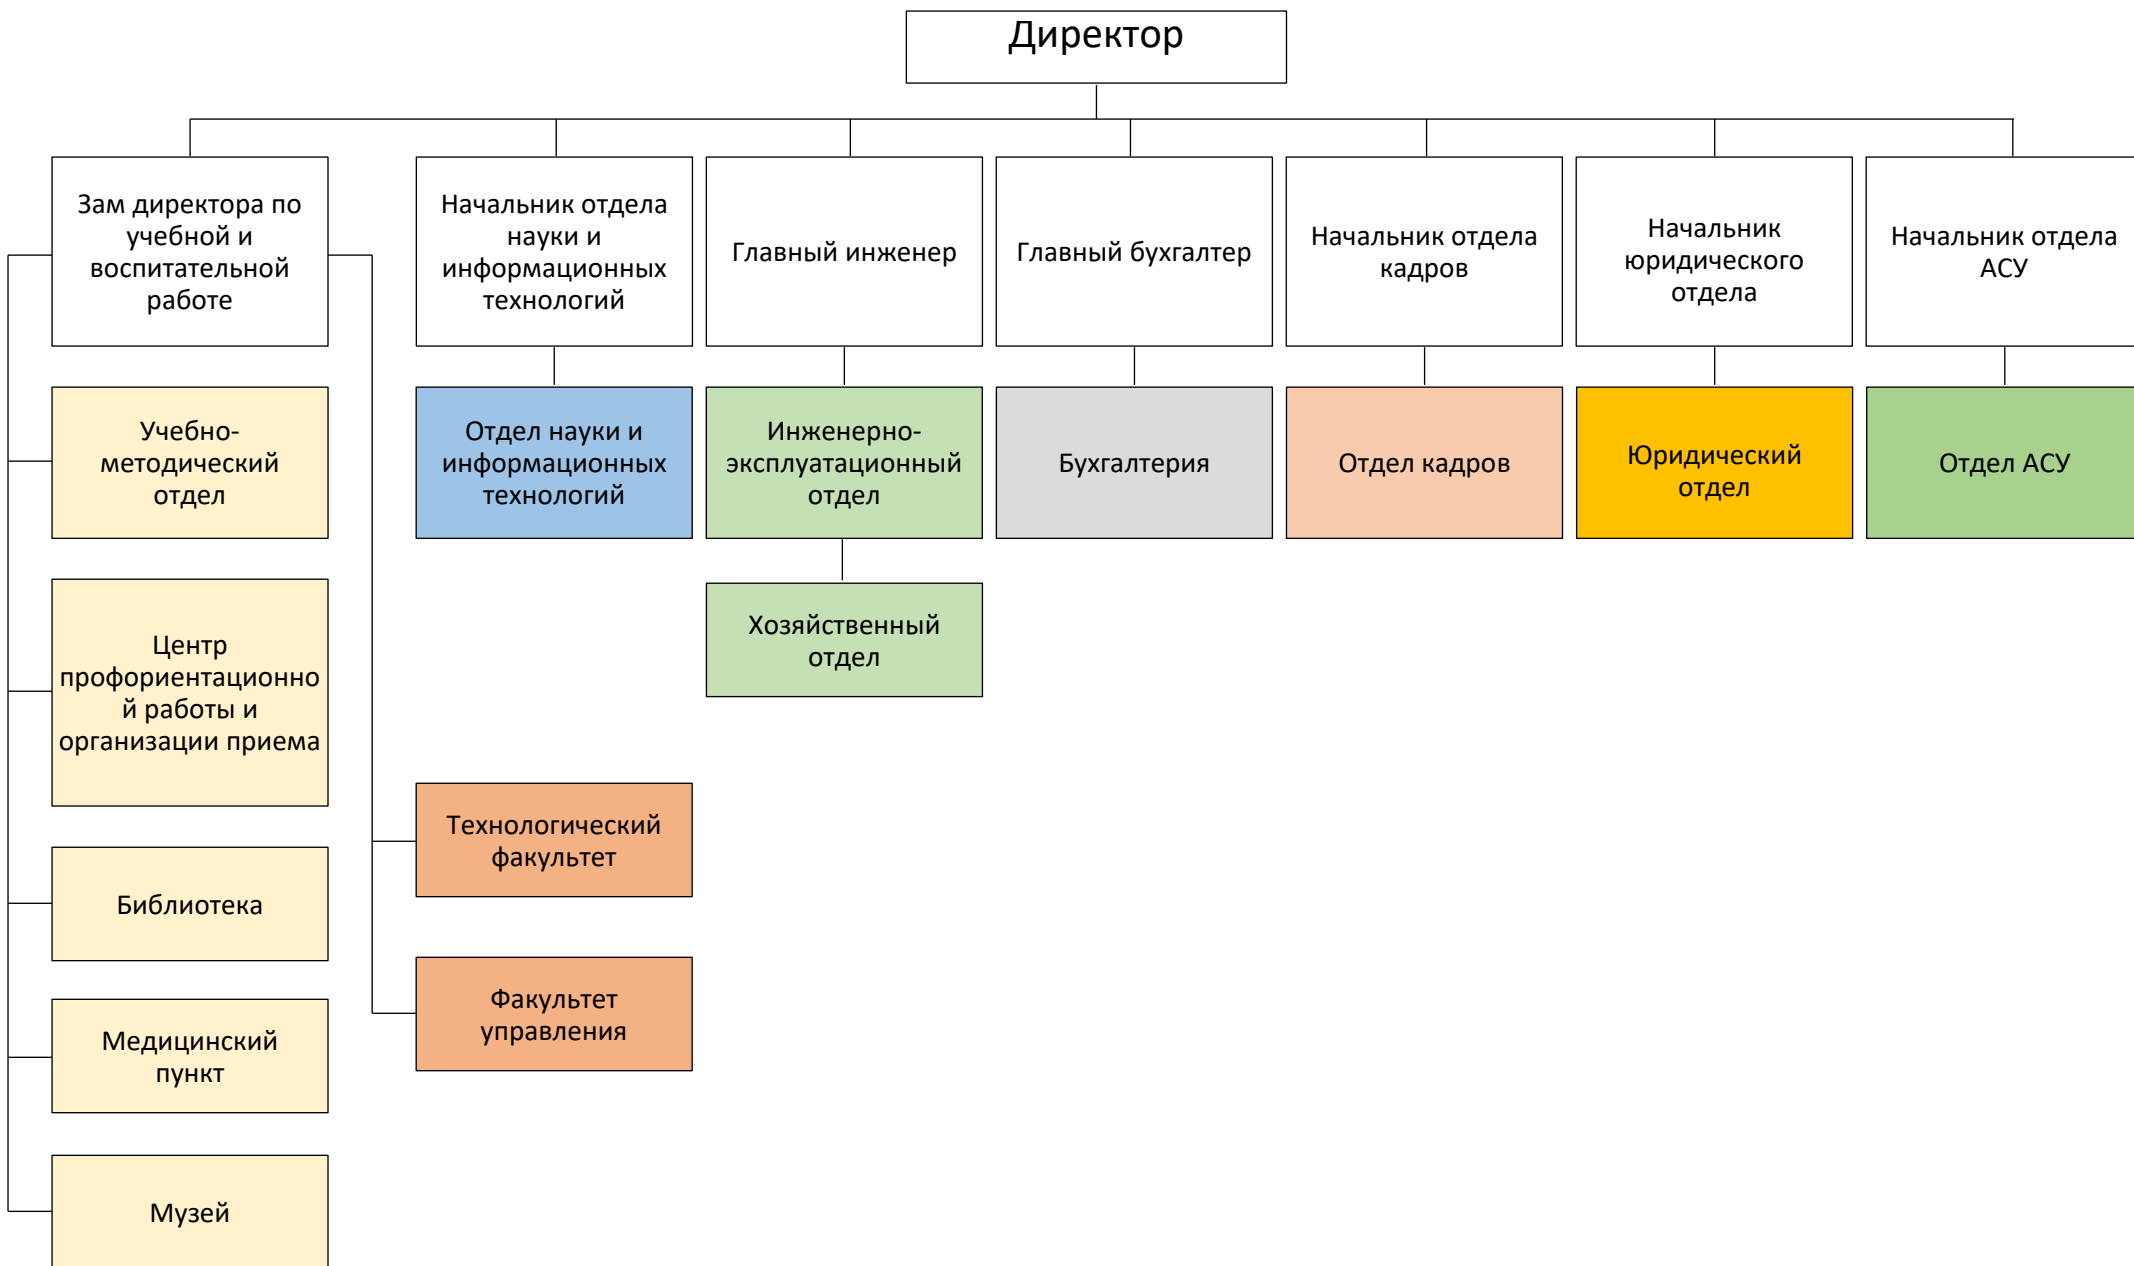 Директор
Зам директора по
учебной и
воспитательной
работе
Начальник отдела
науки и
информационных
технологий
Главный инженер
Главный бухгалтер
Начальник отдела
кадров
Начальник
юридического
отдела
Начальник отдела
АСУ
Учебно-
методический
отдел
Отдел науки и
информационных
технологий
Инженерно-
эксплуатационный
отдел
Бухгалтерия
Отдел кадров
Юридический
отдел
Отдел АСУ
Центр
профориентационно
й работы и
организации приема
Хозяйственный
отдел
Технологический
факультет
Библиотека
Факультет
управления
Медицинский
пункт
Музей